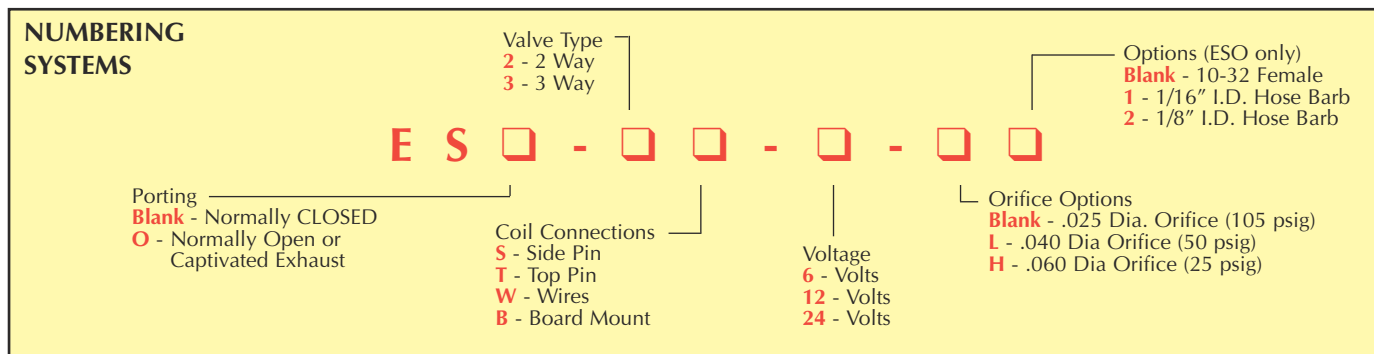 NUMBERING
SYSTEMS
Valve Type
2 - 2 Way
3 - 3 Way
Options (ESO only)
Blank - 10-32 Female
1 - 1/16" I.D. Hose Barb
2 - 1/8" I.D. Hose Barb
E S ❑ - ❑ ❑ - ❑ - ❑ ❑
Porting
Blank - Normally CLOSED
O - Normally Open or
Captivated Exhaust
Coil Connections
S - Side Pin
T - Top Pin
W - Wires
B - Board Mount
Voltage
6 - Volts
12 - Volts
24 - Volts
Orifice Options
Blank - .025 Dia. Orifice (105 psig)
L - .040 Dia Orifice (50 psig)
H - .060 Dia Orifice (25 psig)